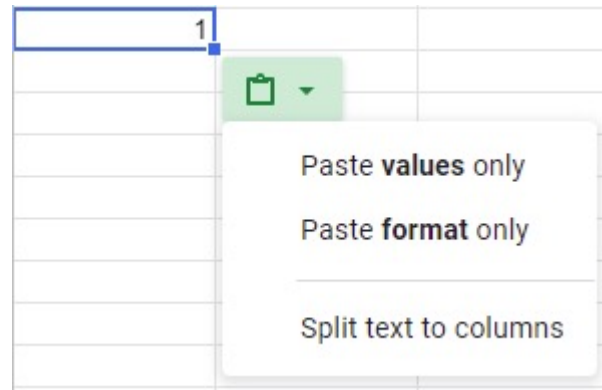 1
Paste values only
Paste format only
Split text to columns